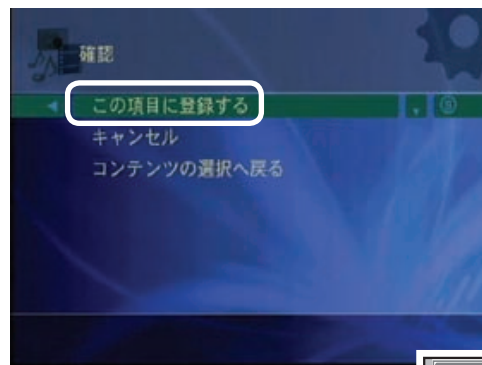 確認
この項目に登録する
キャンセル
コンテンツの選択へ戻る